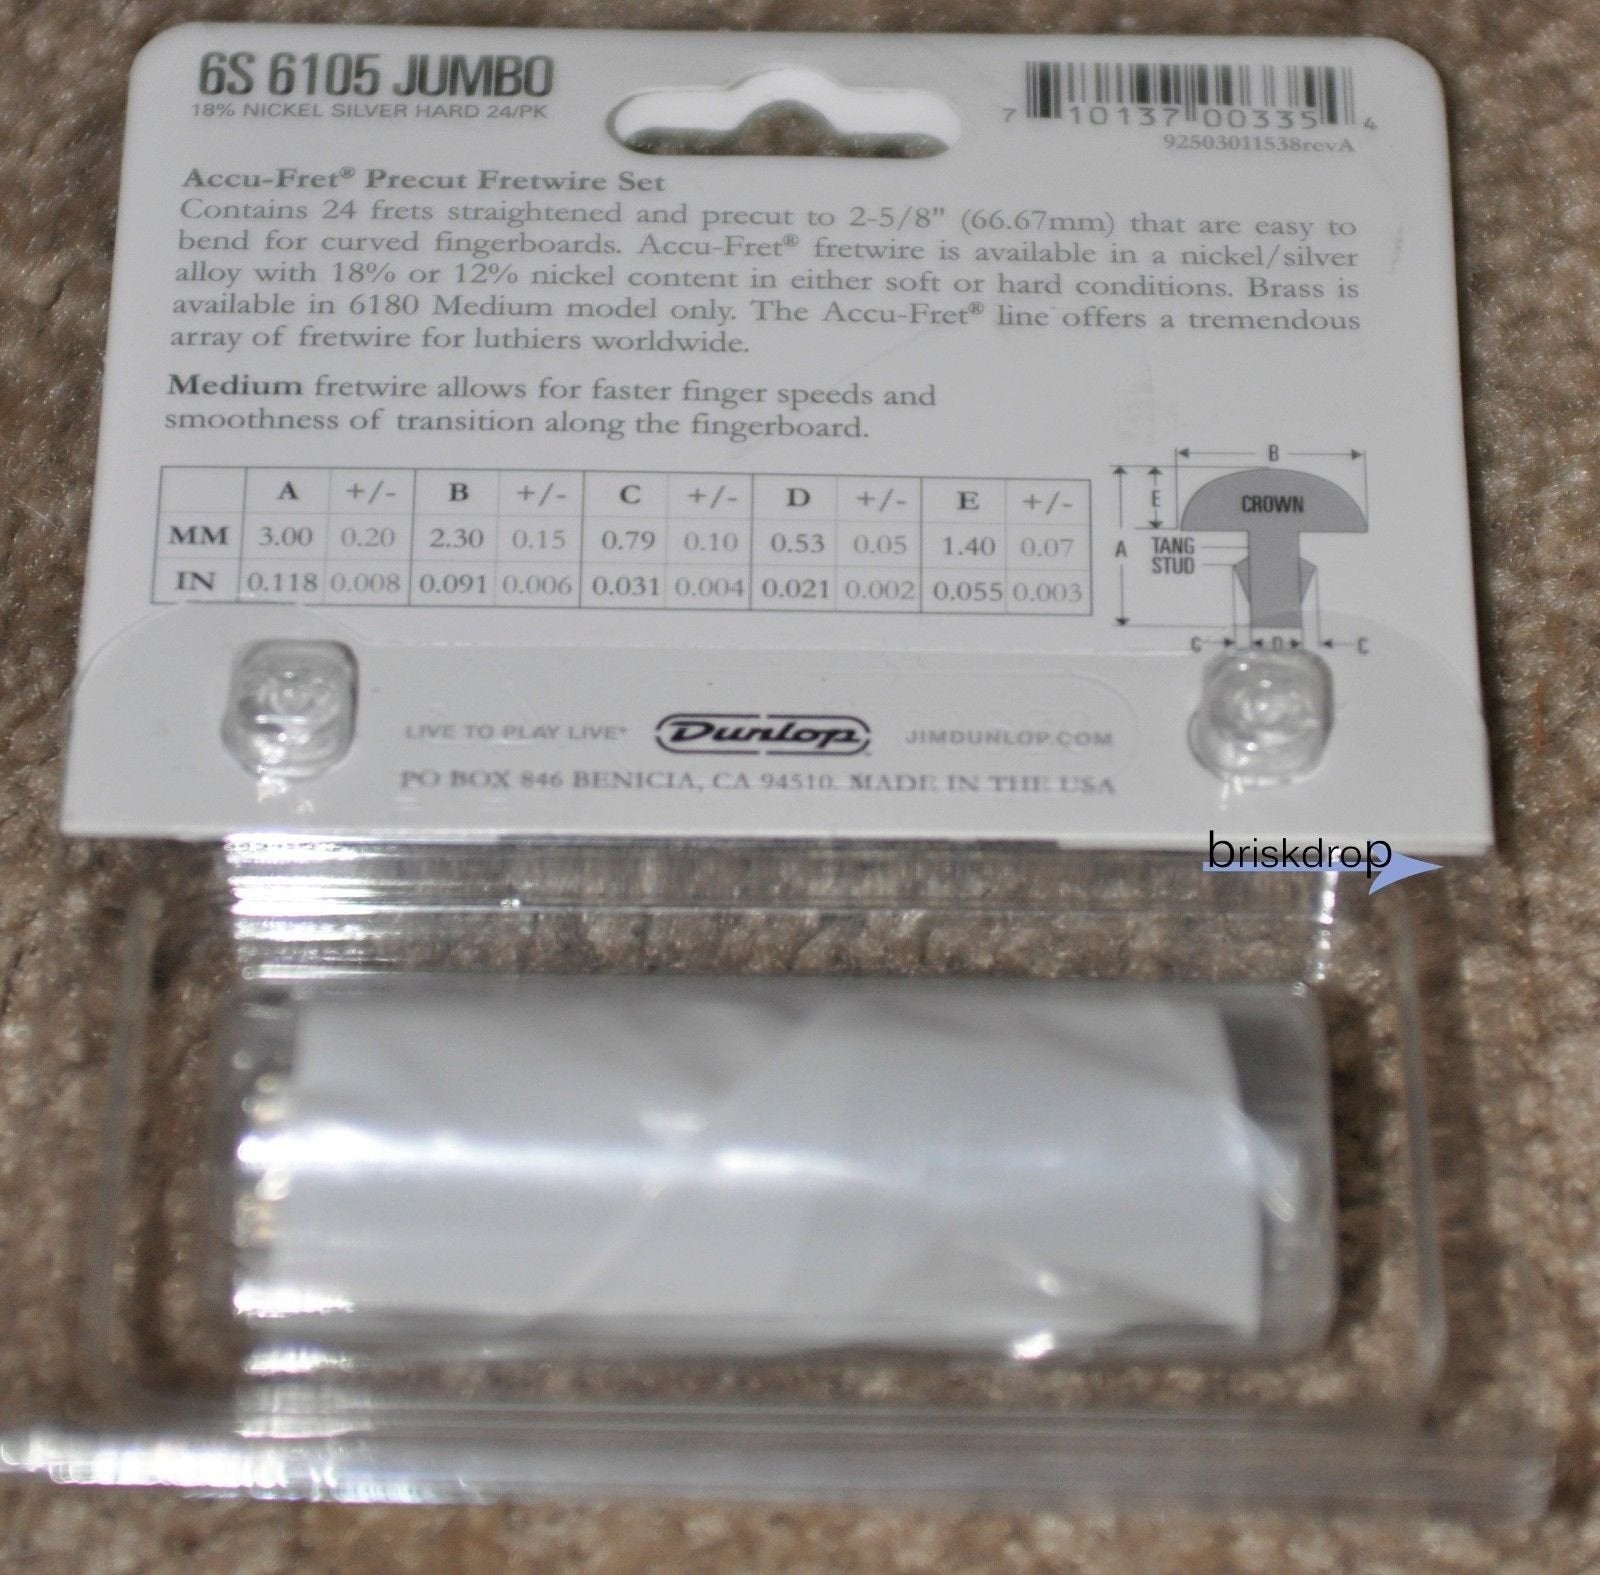 6S 6105 JUMBO
18% NICKEL SILVER HARD 24/PK
7 10137 00335 4
92503011538revA
Accu-Fret® Precut Fretwire Set
Contains 24 frets straightened and precut to 2-5/8" (66.67mm) that are easy to
bend for curved fingerboards. Accu-Fret® fretwire is available in a nickel/silver
alloy with 18% or 12% nickel content in either soft or hard conditions. Brass is
available in 6180 Medium model only. The Accu-Fret® line offers a tremendous
array of fretwire for luthiers worldwide.
Medium fretwire allows for faster finger speeds and
smoothness of transition along the fingerboard.
A +/- B +/- C +/- D +/- E +/-
MM 3.00 0.20 2.30 0.15 0.79 0.10 0.53 0.05 1.40 0.07
IN 0.118 0.008 0.091 0.006 0.031 0.004 0.021 0.002 0.055 0.003
B
E CROWN
A TANG
STUD
C D C
LIVE TO PLAY LIVE® Dunlop™ JIMDUNLOP.COM
PO BOX 846 BENICIA, CA 94510. MADE IN THE USA
briskdrop